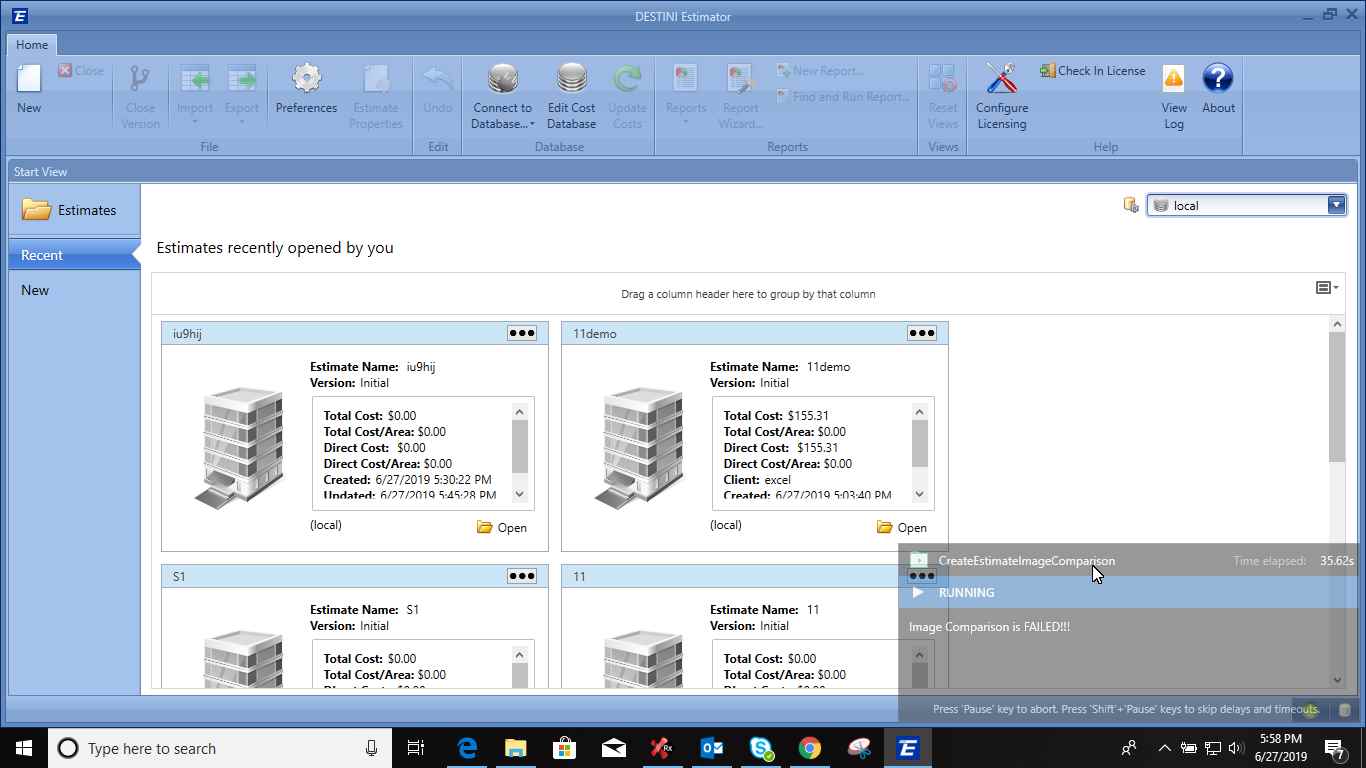 DESTINI Estimator
Home
New
Close
Close Version
Import
Export
Preferences
Estimate Properties
File
Undo
Edit
Connect to Database...
Edit Cost Database
Update Costs
Database
Reports
Report Wizard...
New Report...
Find and Run Report...
Reports
Reset Views
Views
Configure Licensing
Check In License
View Log
About
Help
Start View
Estimates
Recent
New
local
Estimates recently opened by you
Drag a column header here to group by that column
iu9hij
Estimate Name: iu9hij
Version: Initial
Total Cost: $0.00
Total Cost/Area: $0.00
Direct Cost: $0.00
Direct Cost/Area: $0.00
Created: 6/27/2019 5:30:22 PM
Updated: 6/27/2019 5:45:28 PM
(local)
Open
11demo
Estimate Name: 11demo
Version: Initial
Total Cost: $155.31
Total Cost/Area: $0.00
Direct Cost: $155.31
Direct Cost/Area: $0.00
Client: excel
Created: 6/27/2019 5:03:40 PM
(local)
Open
S1
Estimate Name: S1
Version: Initial
Total Cost: $0.00
Total Cost/Area: $0.00
11
Estimate Name: 11
Version: Initial
Total Cost: $0.00
Total Cost/Area: $0.00
CreateEstimateImageComparison
Time elapsed: 35.62s
RUNNING
Image Comparison is FAILED!!!
Press 'Pause' key to abort. Press 'Shift'+'Pause' keys to skip delays and timeouts.
Type here to search
5:58 PM
6/27/2019
7